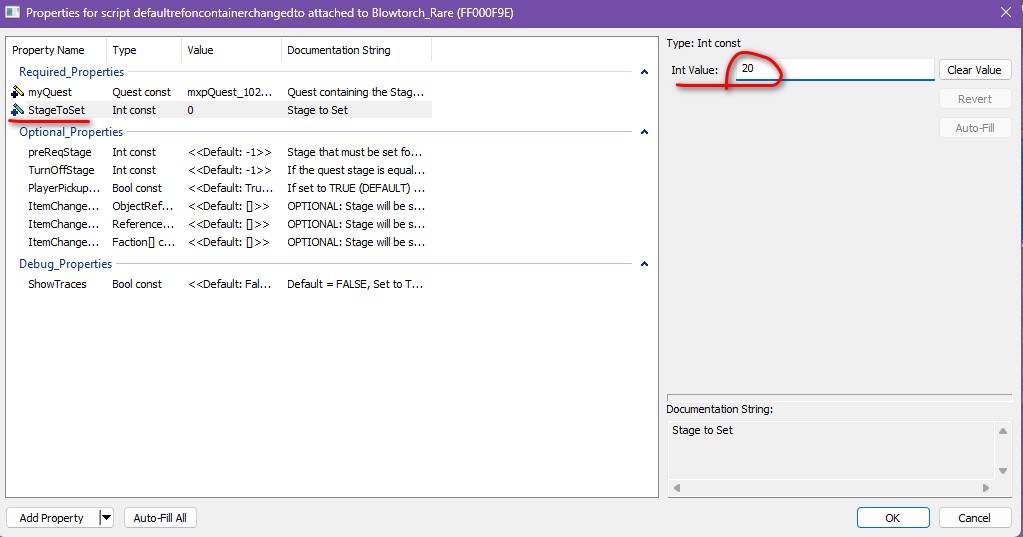 Properties for script defaultrefoncontainerchangedto attached to Blowtorch_Rare (FF000F9E)
Property Name Type Value Documentation String
Required_Properties
myQuest Quest const mxpQuest_102... Quest containing the Stag...
StageToSet Int const 0 Stage to Set
Optional_Properties
preReqStage Int const <<Default: -1>> Stage that must be set fo...
TurnOffStage Int const <<Default: -1>> If the quest stage is equal...
PlayerPickup... Bool const <<Default: Tru... If set to TRUE (DEFAULT) ...
ItemChange... ObjectRef... <<Default: []>> OPTIONAL: Stage will be s...
ItemChange... Reference... <<Default: []>> OPTIONAL: Stage will be s...
ItemChange... Faction[] c... <<Default: []>> OPTIONAL: Stage will be s...
Debug_Properties
ShowTraces Bool const <<Default: Fal... Default = FALSE, Set to T...
Type: Int const
Int Value: 20 Clear Value
Revert
Auto-Fill
Documentation String:
Stage to Set
Add Property Auto-Fill All OK Cancel